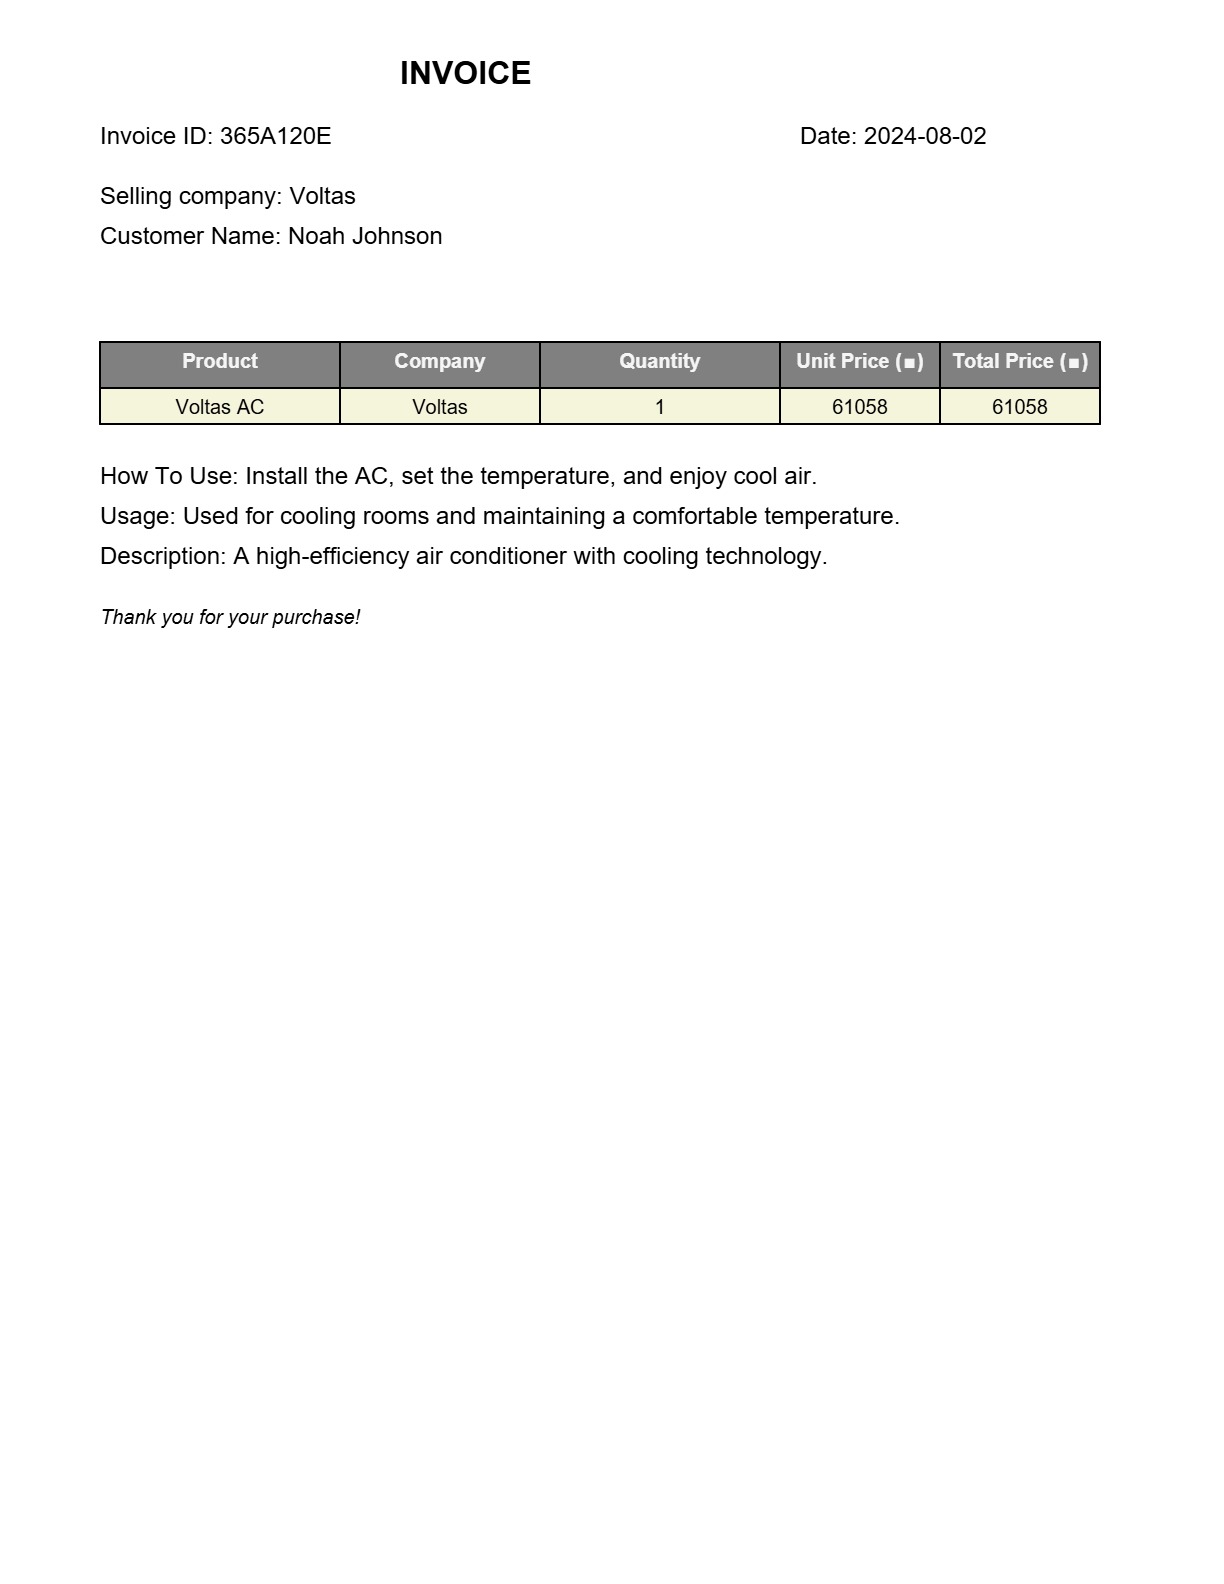 INVOICE
Invoice ID: 365A120E Date: 2024-08-02
Selling company: Voltas
Customer Name: Noah Johnson
Product Company Quantity Unit Price (■) Total Price (■)
Voltas AC Voltas 1 61058 61058
How To Use: Install the AC, set the temperature, and enjoy cool air.
Usage: Used for cooling rooms and maintaining a comfortable temperature.
Description: A high-efficiency air conditioner with cooling technology.
Thank you for your purchase!